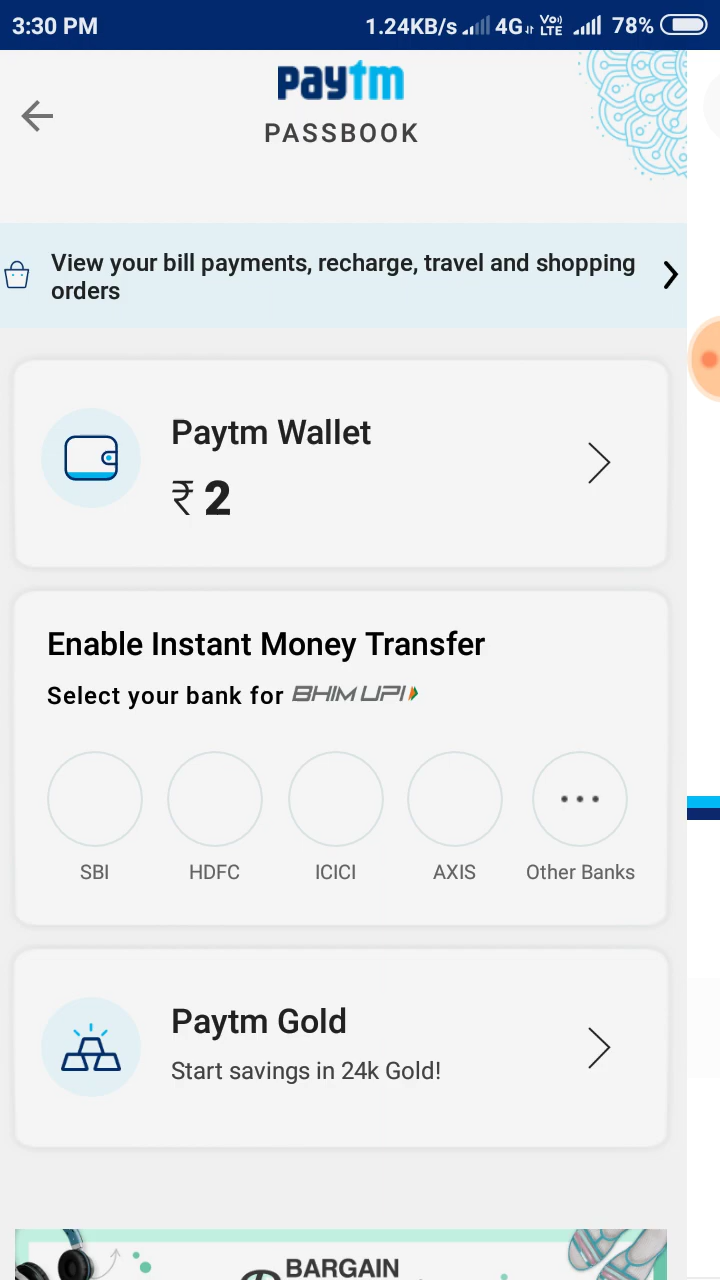 3:30 PM 1.24KB/s 4G VoLTE 78%
paytm
PASSBOOK
View your bill payments, recharge, travel and shopping
orders
Paytm Wallet
₹ 2
Enable Instant Money Transfer
Select your bank for BHIM UPI
SBI HDFC ICICI AXIS Other Banks
Paytm Gold
Start savings in 24k Gold!
BARGAIN